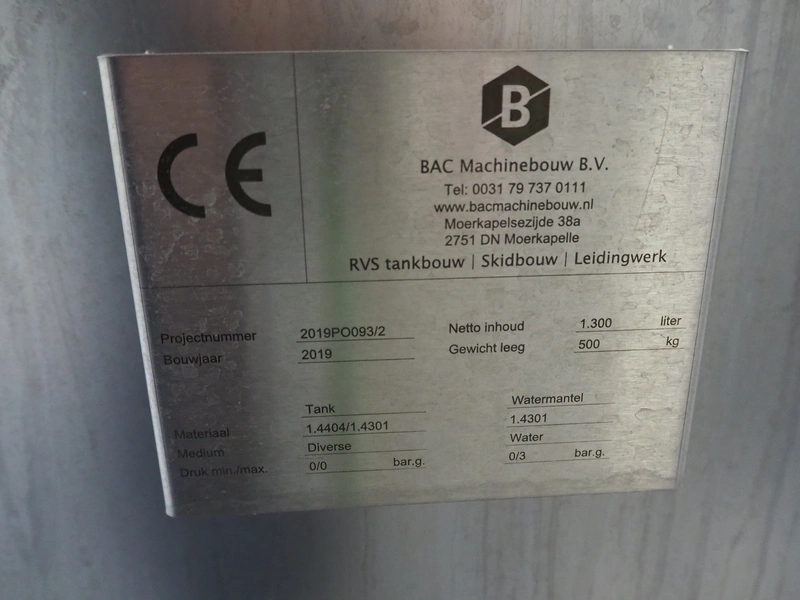 CE
B
BAC Machinebouw B.V.
Tel: 0031 79 737 0111
www.bacmachinebouw.nl
Moerkapelsezijde 38a
2751 DN Moerkapelle
RVS tankbouw | Skidbouw | Leidingwerk
Projectnummer 2019PO093/2 Netto inhoud 1.300 liter
Bouwjaar 2019 Gewicht leeg 500 kg
Tank Watermantel
Materiaal 1.4404/1.4301 1.4301
Medium Diverse Water
Druk min./max. 0/0 bar.g. 0/3 bar.g.